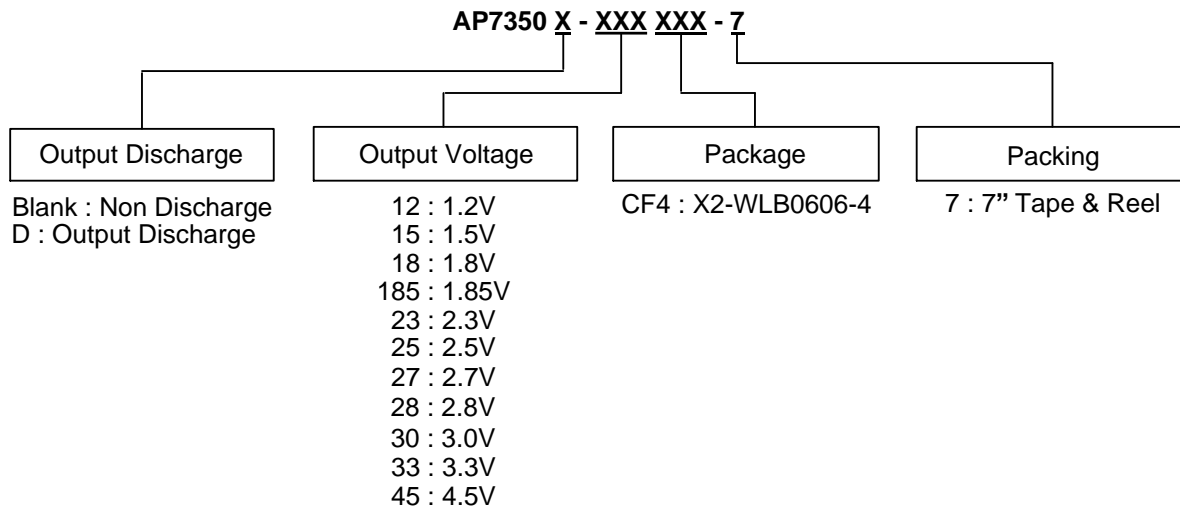 AP7350 X - XXX XXX - 7
Output Discharge
Blank : Non Discharge
D : Output Discharge
Output Voltage
12 : 1.2V
15 : 1.5V
18 : 1.8V
185 : 1.85V
23 : 2.3V
25 : 2.5V
27 : 2.7V
28 : 2.8V
30 : 3.0V
33 : 3.3V
45 : 4.5V
Package
CF4 : X2-WLB0606-4
Packing
7 : 7” Tape & Reel